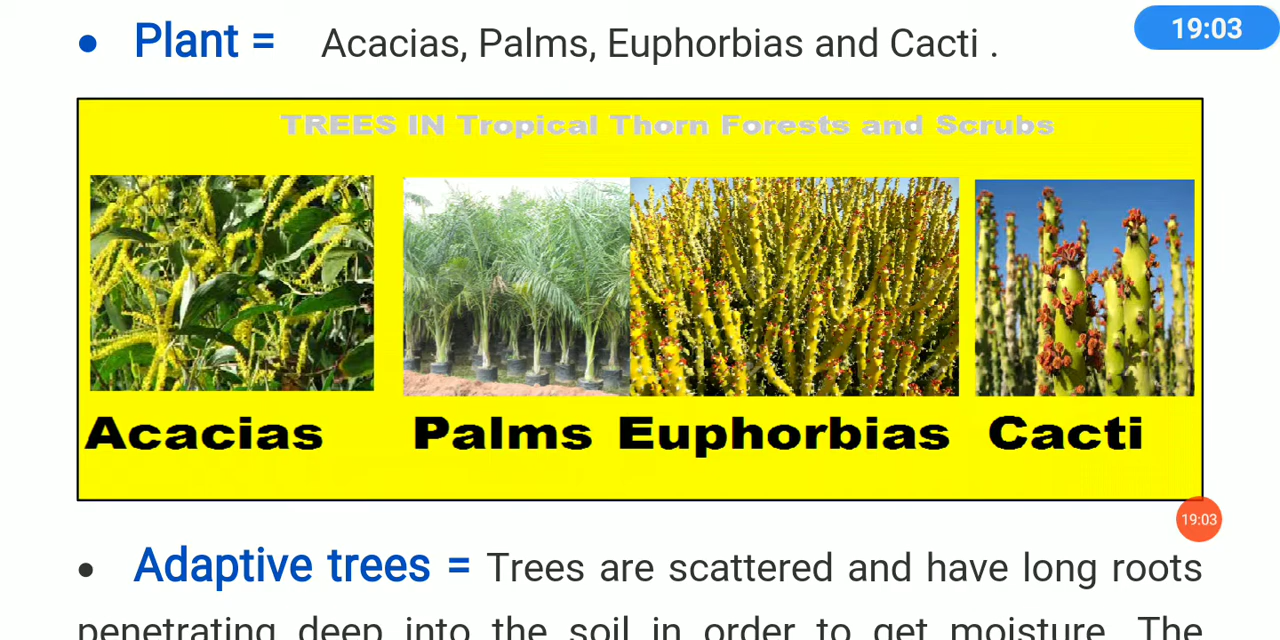 • Plant = Acacias, Palms, Euphorbias and Cacti .
19:03
TREES IN Tropical Thorn Forests and Scrubs
Acacias Palms Euphorbias Cacti
19:03
• Adaptive trees = Trees are scattered and have long roots
penetrating deep into the soil in order to get moisture. The